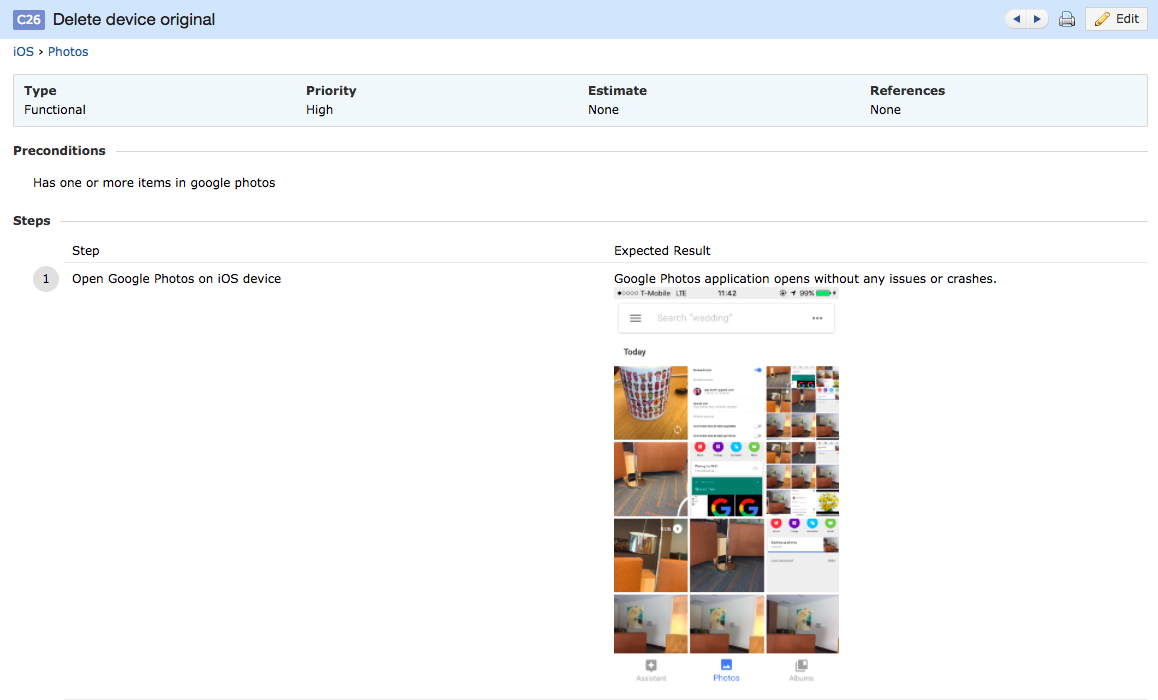 C26 Delete device original
Edit
iOS › Photos
Type Priority Estimate References
Functional High None None
Preconditions
Has one or more items in google photos
Steps
Step Expected Result
1 Open Google Photos on iOS device Google Photos application opens without any issues or crashes.
T-Mobile LTE 11:42 99%
Search "wedding"
Today
Assistant Photos Albums